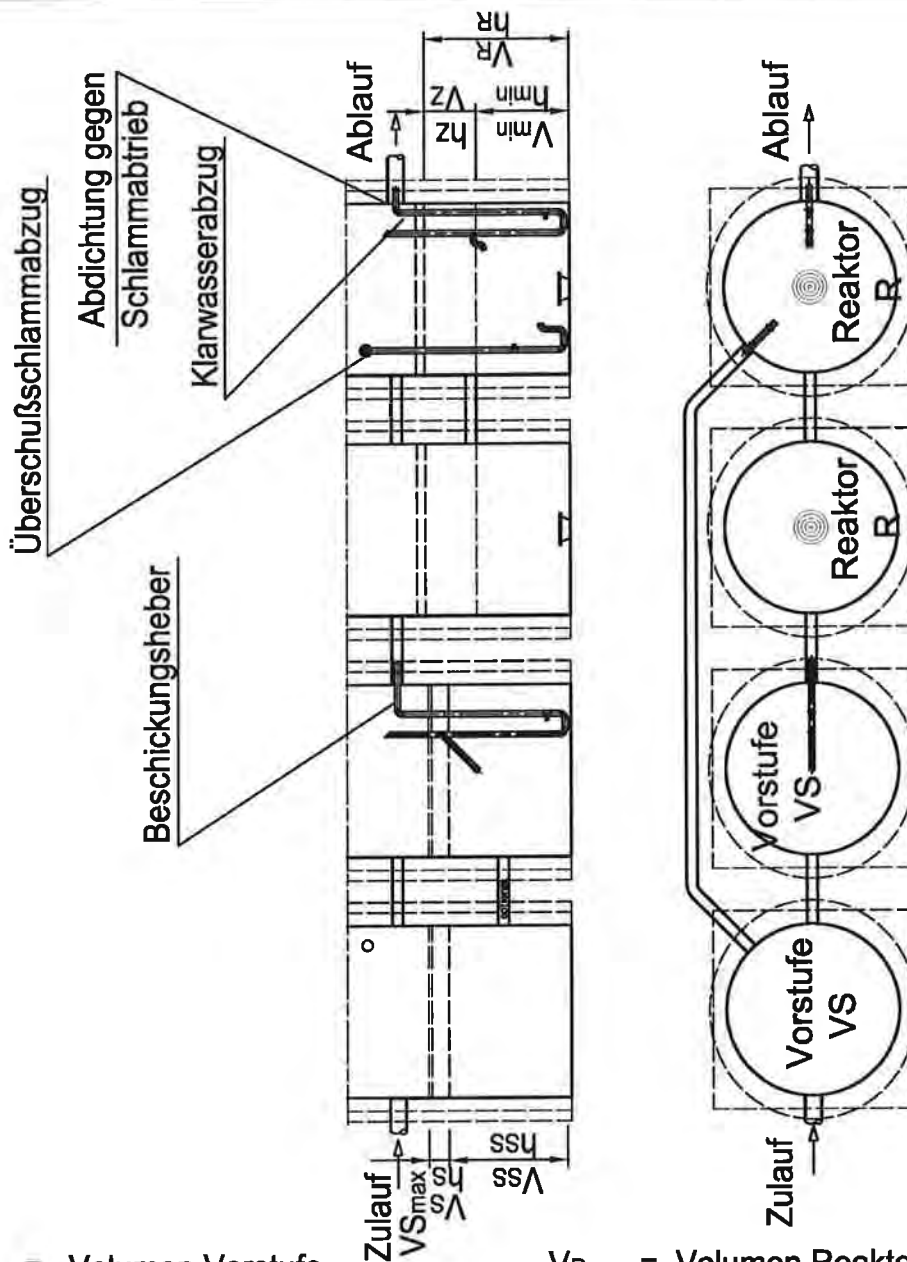 Überschußschlammabzug
Abdichtung gegen
Schlammabtrieb
Klarwasserabzug
Beschickungsheber
Ablauf
hz
Vz
hmin
Vmin
hR
VR
Zulauf
VSmax
hs
Vs
hss
Vss
Ablauf
Reaktor
R
Reaktor
R
Vorstufe
VS
Vorstufe
VS
Zulauf
= Volumen Vorstufe
VR = Volumen Reakto